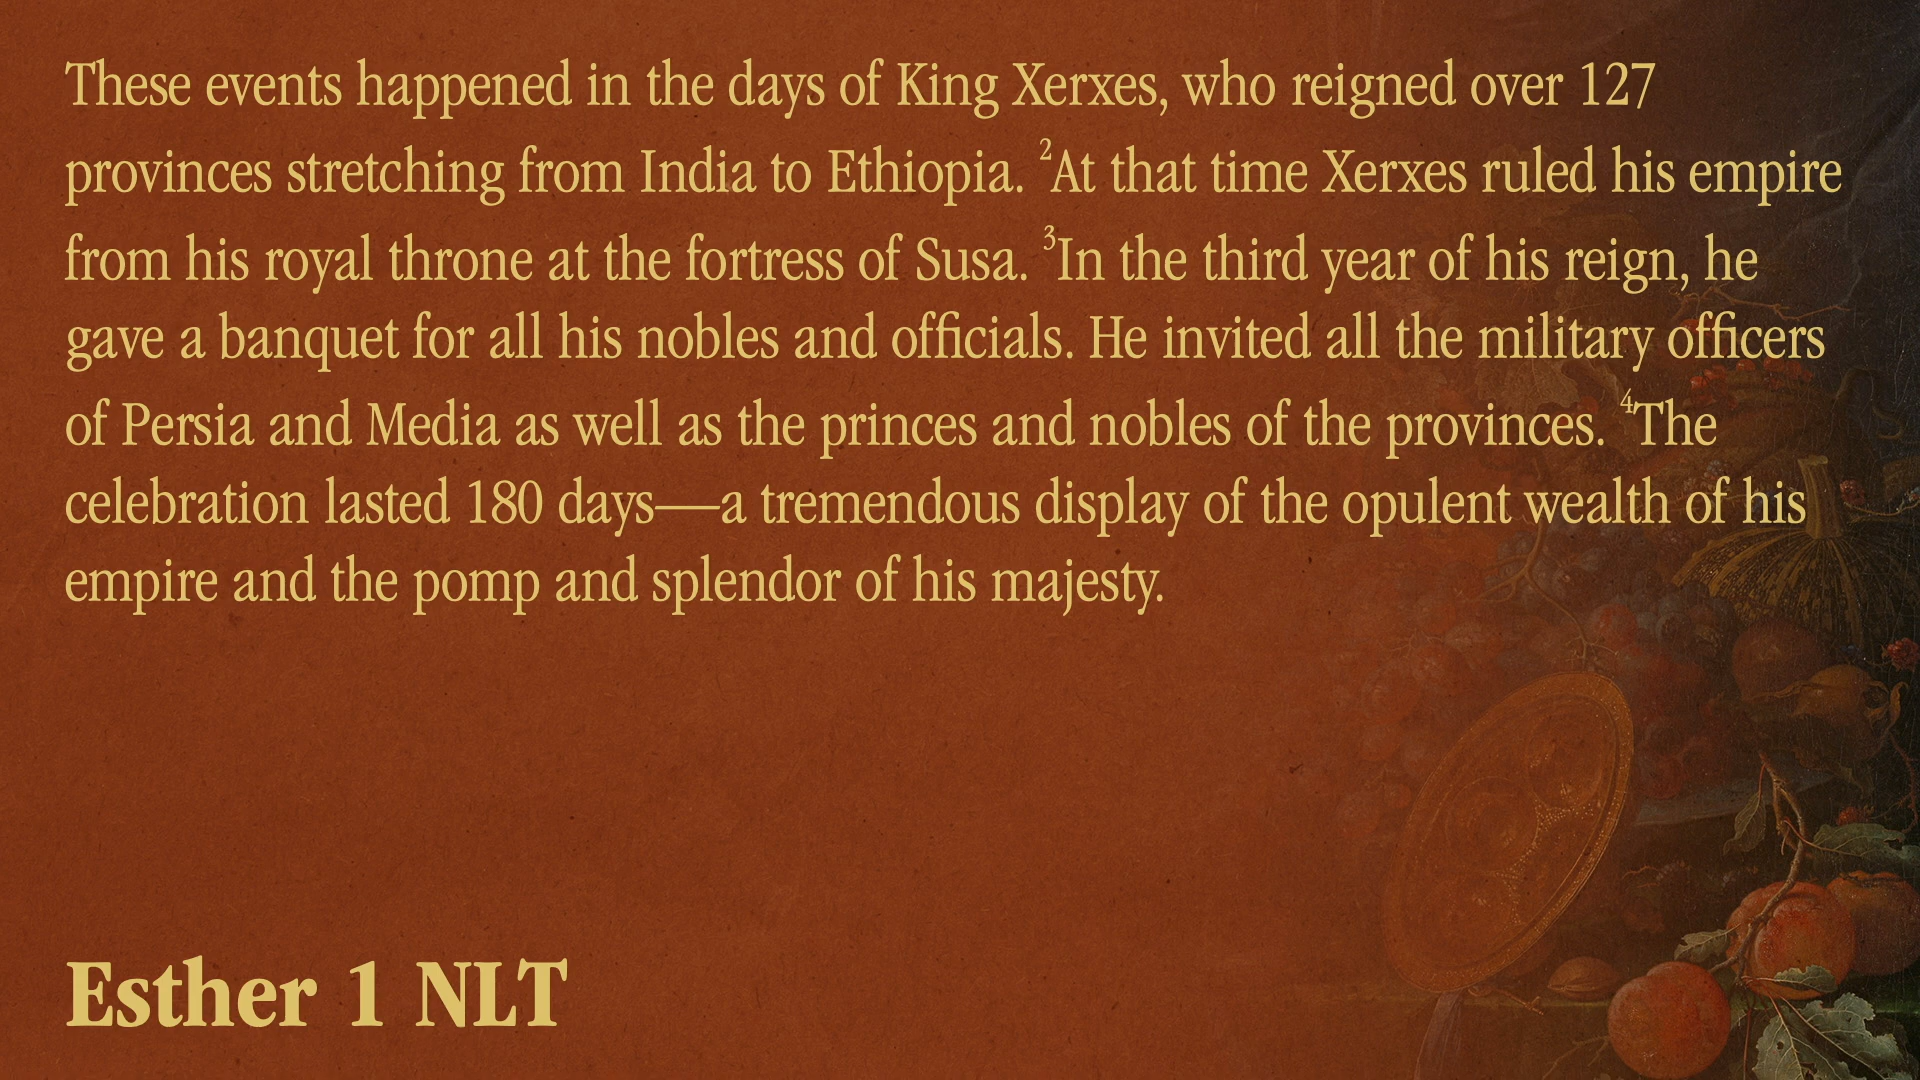 These events happened in the days of King Xerxes, who reigned over 127
provinces stretching from India to Ethiopia. ²At that time Xerxes ruled his empire
from his royal throne at the fortress of Susa. ³In the third year of his reign, he
gave a banquet for all his nobles and officials. He invited all the military officers
of Persia and Media as well as the princes and nobles of the provinces. ⁴The
celebration lasted 180 days—a tremendous display of the opulent wealth of his
empire and the pomp and splendor of his majesty.
Esther 1 NLT